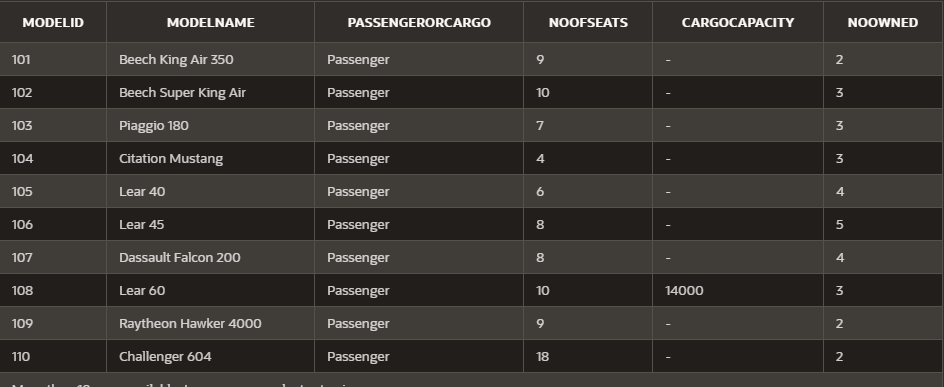 MODELID MODELNAME PASSENGERORCARGO NOOFSEATS CARGOCAPACITY NOOWNED
101 Beech King Air 350 Passenger 9 - 2
102 Beech Super King Air Passenger 10 - 3
103 Piaggio 180 Passenger 7 - 3
104 Citation Mustang Passenger 4 - 3
105 Lear 40 Passenger 6 - 4
106 Lear 45 Passenger 8 - 5
107 Dassault Falcon 200 Passenger 8 - 4
108 Lear 60 Passenger 10 14000 3
109 Raytheon Hawker 4000 Passenger 9 - 2
110 Challenger 604 Passenger 18 - 2